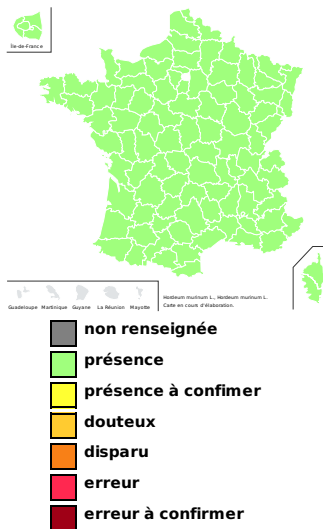 Île-de-France
Guadeloupe Martinique Guyane La Réunion Mayotte
Hordeum murinum L., Hordeum murinum L.
Carte en cours d'élaboration.
non renseignée
présence
présence à confimer
douteux
disparu
erreur
erreur à confirmer